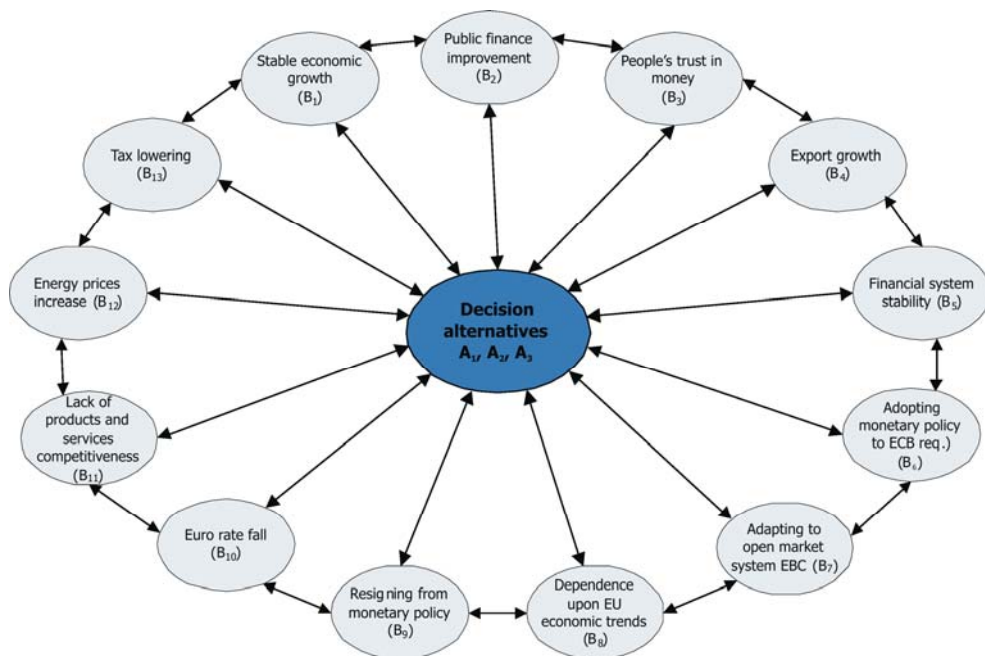 Public finance
improvement
(B₂)
Stable economic
growth
(B₁)
People's trust in
money
(B₃)
Tax lowering
(B₁₃)
Export growth
(B₄)
Energy prices
increase (B₁₂)
Financial system
stability (B₅)
Decision
alternatives
A₁, A₂, A₃
Lack of
products and
services
competitiveness
(B₁₁)
Adopting
monetary policy
to ECB req.)
(B₆)
Euro rate fall
(B₁₀)
Adapting to
open market
system EBC (B₇)
Resigning from
monetary policy
(B₉)
Dependence
upon EU
economic trends
(B₈)